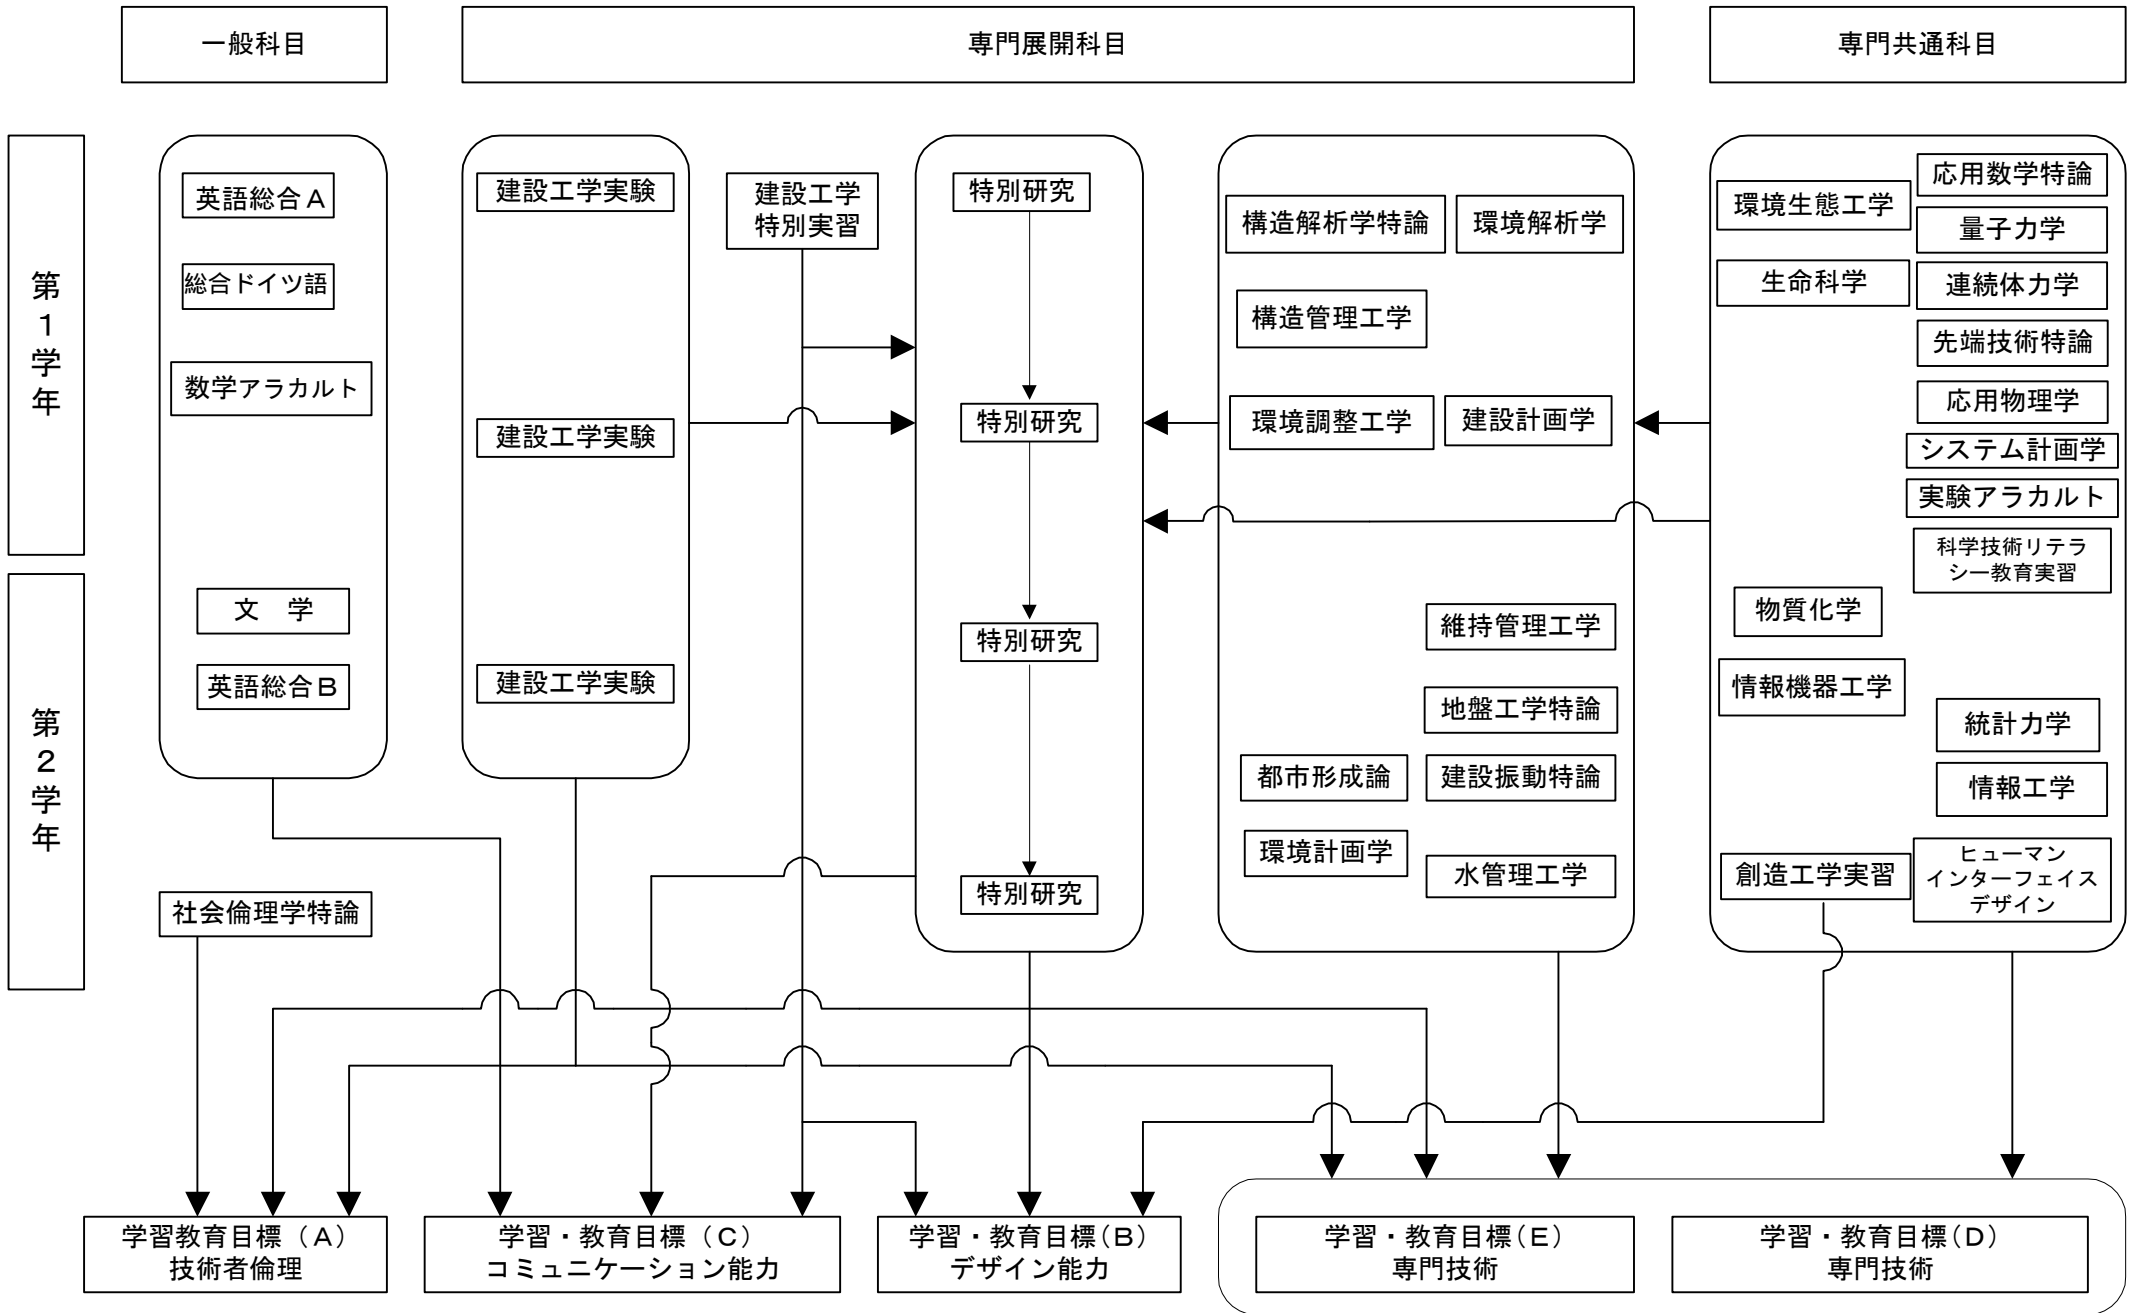 一般科目
専門展開科目
専門共通科目
第
1
学
年
第
2
学
年
英語総合A
総合ドイツ語
数学アラカルト
文　学
英語総合B
社会倫理学特論
建設工学実験
建設工学実験
建設工学実験
建設工学
特別実習
特別研究
特別研究
特別研究
特別研究
構造解析学特論
環境解析学
構造管理工学
環境調整工学
建設計画学
維持管理工学
地盤工学特論
都市形成論
建設振動特論
環境計画学
水管理工学
環境生態工学
応用数学特論
量子力学
生命科学
連続体力学
先端技術特論
応用物理学
システム計画学
実験アラカルト
科学技術リテラ
シー教育実習
物質化学
情報機器工学
統計力学
情報工学
創造工学実習
ヒューマン
インターフェイス
デザイン
学習教育目標（A）
技術者倫理
学習・教育目標（C）
コミュニケーション能力
学習・教育目標（B）
デザイン能力
学習・教育目標（E）
専門技術
学習・教育目標（D）
専門技術